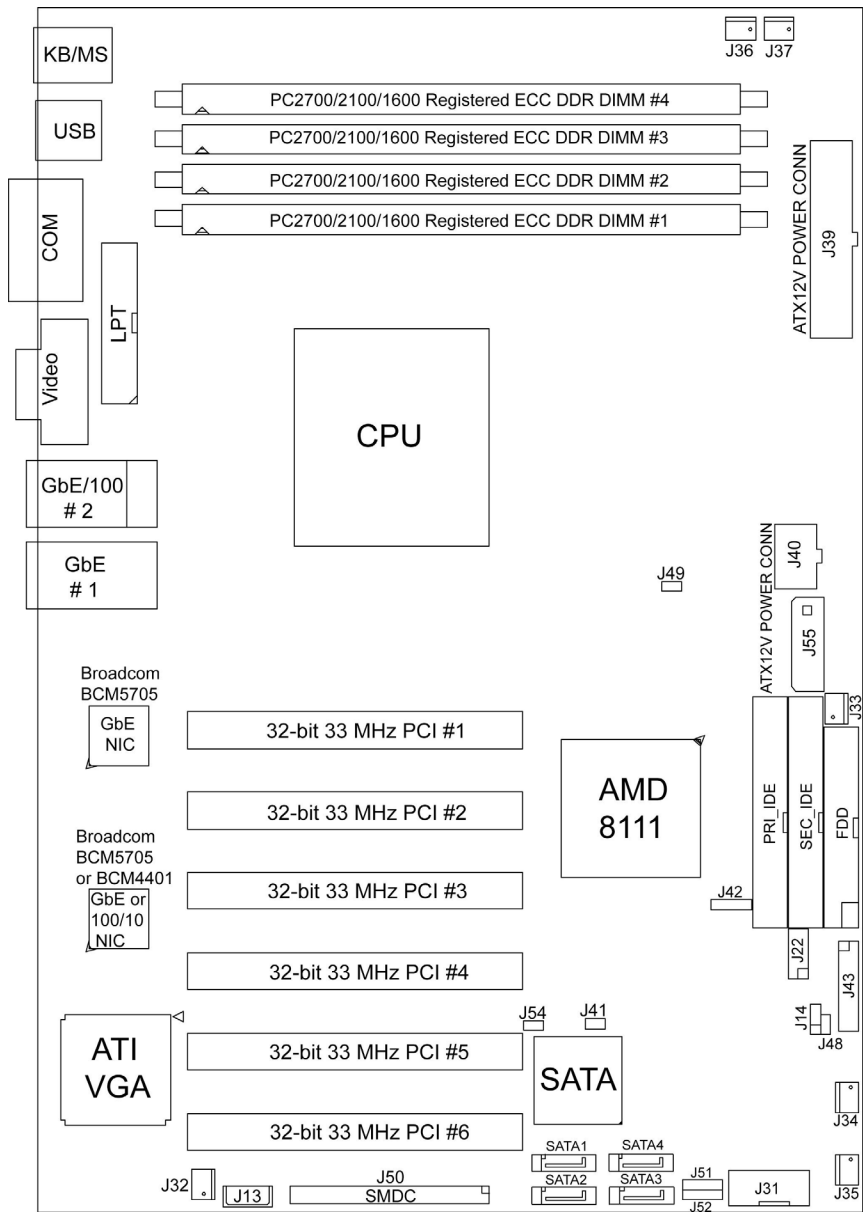 J36 J37
KB/MS
PC2700/2100/1600 Registered ECC DDR DIMM #4
USB
PC2700/2100/1600 Registered ECC DDR DIMM #3
PC2700/2100/1600 Registered ECC DDR DIMM #2
PC2700/2100/1600 Registered ECC DDR DIMM #1
COM
LPT
Video
ATX12V POWER CONN
J39
CPU
GbE/100
# 2
GbE
# 1
J49
ATX12V POWER CONN
J40
J55
J33
Broadcom
BCM5705
GbE
NIC
32-bit 33 MHz PCI #1
32-bit 33 MHz PCI #2
AMD
8111
PRI_IDE
SEC_IDE
FDD
Broadcom
BCM5705
or BCM4401
GbE or
100/10
NIC
32-bit 33 MHz PCI #3
J42
J22
J43
32-bit 33 MHz PCI #4
J54
J41
J14
J48
ATI
VGA
32-bit 33 MHz PCI #5
SATA
32-bit 33 MHz PCI #6
J34
SATA1
SATA4
J32
J13
J50
SMDC
SATA2
SATA3
J51
J52
J31
J35